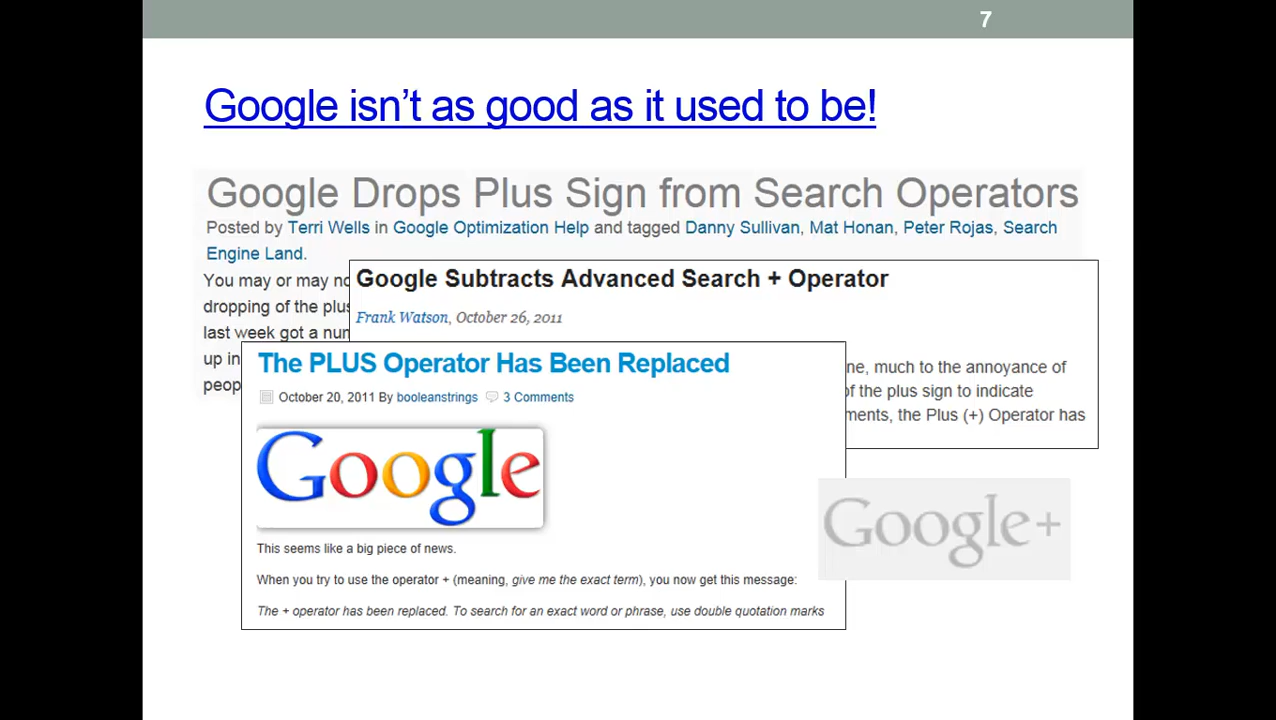 7
Google isn't as good as it used to be!
Google Drops Plus Sign from Search Operators
Posted by Terri Wells in Google Optimization Help and tagged Danny Sullivan, Mat Honan, Peter Rojas, Search
Engine Land.
You may or may
dropping of the
last week got a
up in
Google Subtracts Advanced Search + Operator
Frank Watson, October 26, 2011
much to the annoyance of
of the plus sign to indicate
the Plus (+) Operator has
The PLUS Operator Has Been Replaced
October 20, 2011 By booleanstrings 3 Comments
Google
This seems like a big piece of news.
When you try to use the operator + (meaning, give me the exact term), you now get this message:
The + operator has been replaced. To search for an exact word or phrase, use double quotation marks
Google+